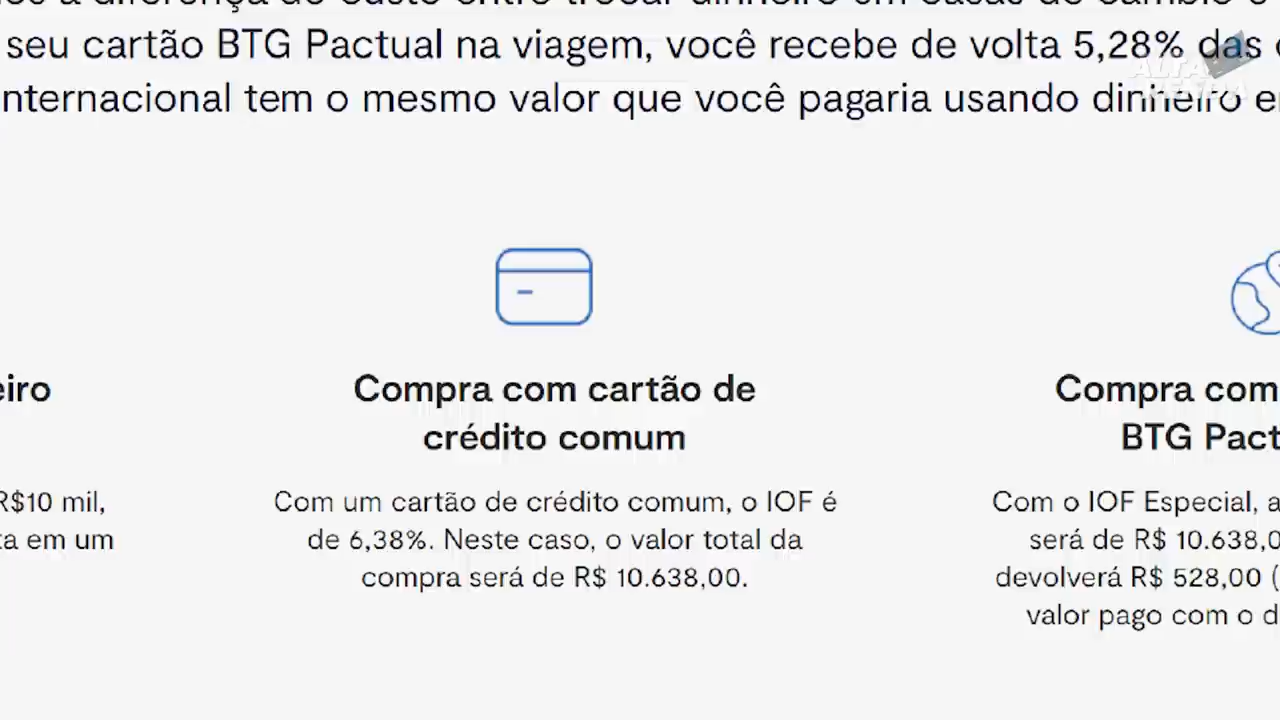 seu cartão BTG Pactual na viagem, você recebe de volta 5,28% das
nternacional tem o mesmo valor que você pagaria usando dinheiro e
ALTA
RENDA
eiro
R$10 mil,
ta em um
Compra com cartão de
crédito comum
Com um cartão de crédito comum, o IOF é
de 6,38%. Neste caso, o valor total da
compra será de R$ 10.638,00.
Compra com
BTG Pact
Com o IOF Especial, a
será de R$ 10.638,0
devolverá R$ 528,00 (
valor pago com o d